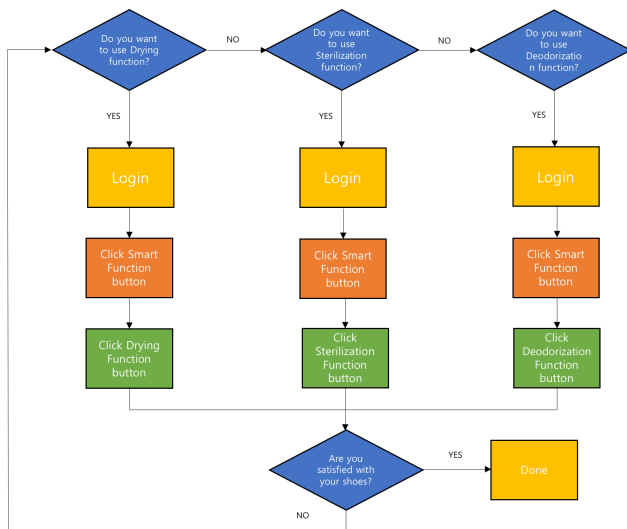 Do you want
to use Drying
function?
NO
Do you want
to use
Sterilization
function?
NO
Do you want
to use
Deodorizatio
n function?
YES
YES
YES
Login
Login
Login
Click Smart
Function
button
Click Smart
Function
button
Click Smart
Function
button
Click Drying
Function
button
Click
Sterilization
Function
button
Click
Deodorization
Function
button
Are you
satisfied with
your shoes?
YES
Done
NO